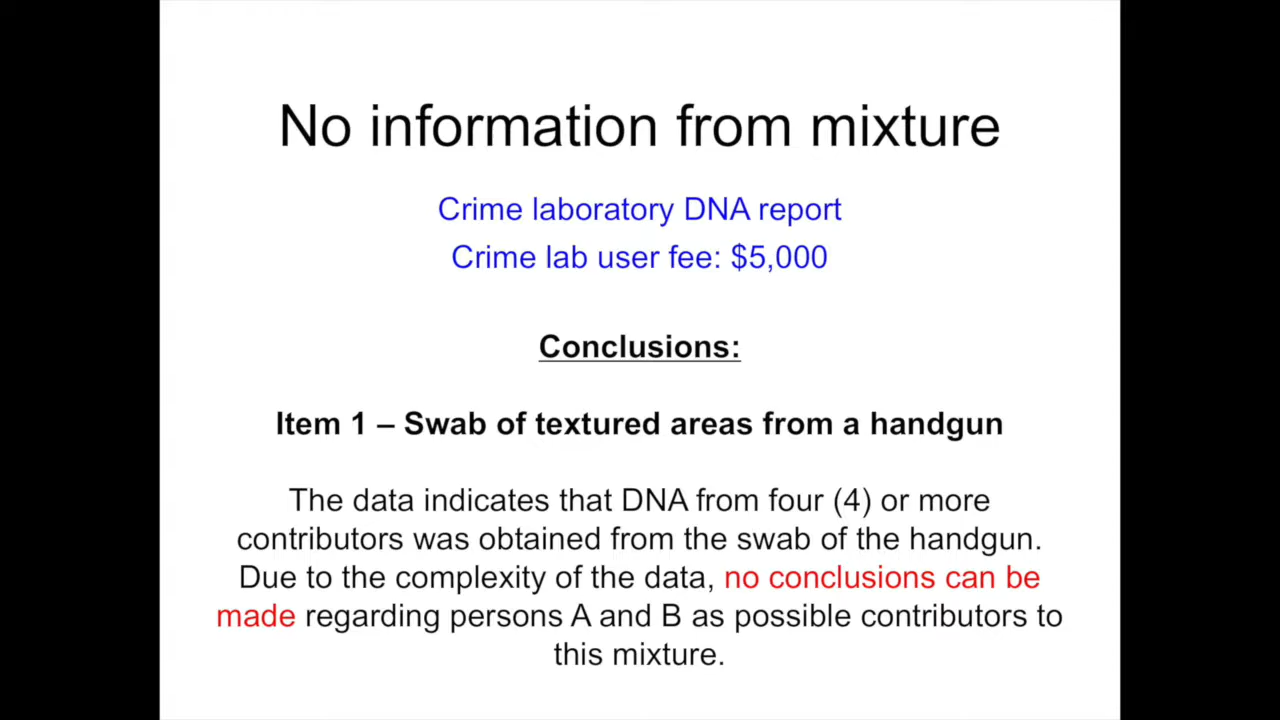 No information from mixture
Crime laboratory DNA report
Crime lab user fee: $5,000
Conclusions:
Item 1 – Swab of textured areas from a handgun
The data indicates that DNA from four (4) or more
contributors was obtained from the swab of the handgun.
Due to the complexity of the data, no conclusions can be
made regarding persons A and B as possible contributors to
this mixture.